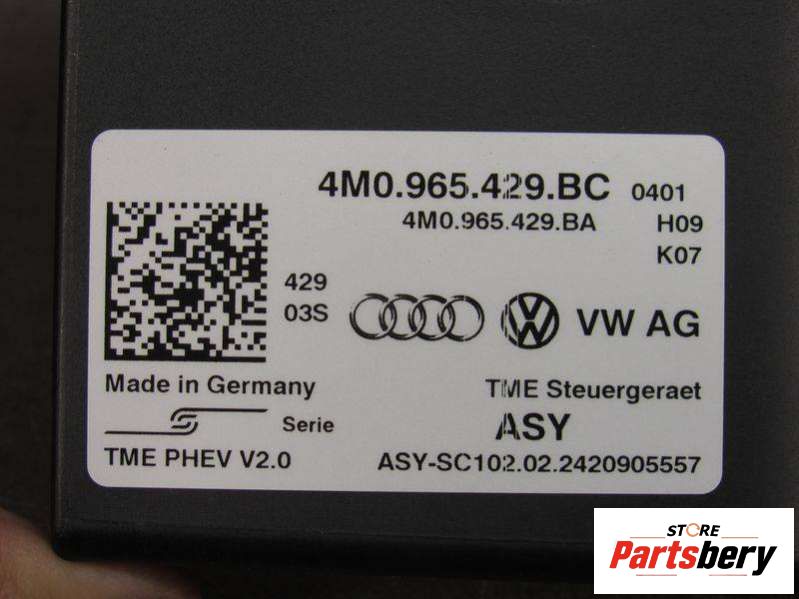 4M0.965.429.BC 0401
4M0.965.429.BA H09
K07
429
03S
VW AG
Made in Germany
TME Steuergeraet
Serie
ASY
TME PHEV V2.0
ASY-SC102.02.2420905557
STORE
Partsbery